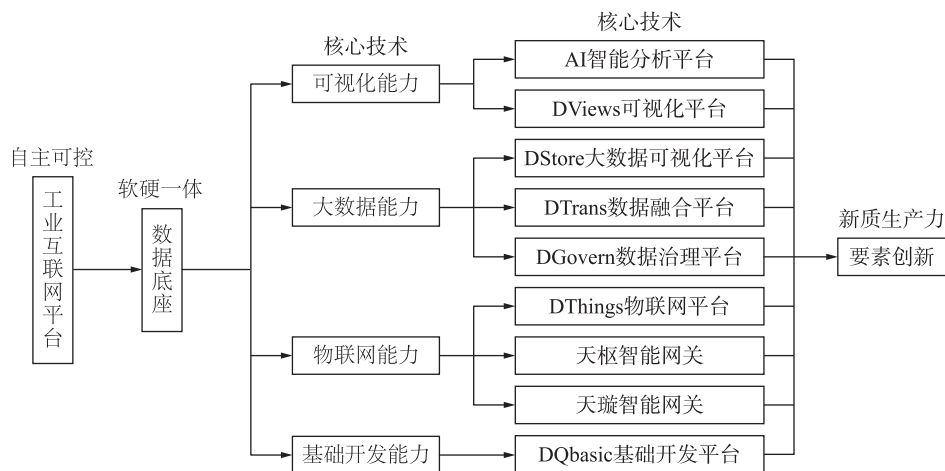 自主可控
工业互联网平台
软硬一体
数据底座
核心技术
可视化能力
大数据能力
物联网能力
基础开发能力
核心技术
AI智能分析平台
DViews可视化平台
DStore大数据可视化平台
DTrans数据融合平台
DGovern数据治理平台
DThings物联网平台
天枢智能网关
天璇智能网关
DQbasic基础开发平台
新质生产力
要素创新